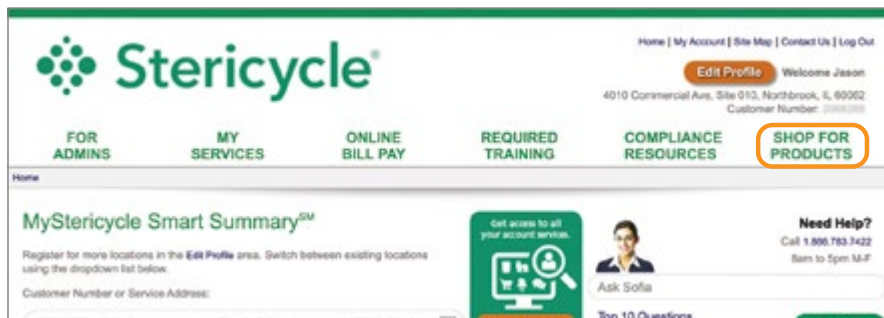 Stericycle®
Home | My Account | Site Map | Contact Us | Log Out
Edit Profile Welcome Jason
4010 Commercial Ave, Site 010, Northbrook, IL, 60062
Customer Number:
FOR ADMINS
MY SERVICES
ONLINE BILL PAY
REQUIRED TRAINING
COMPLIANCE RESOURCES
SHOP FOR PRODUCTS
Home
MyStericycle Smart Summary℠
Register for more locations in the Edit Profile area. Switch between existing locations
using the dropdown list below.
Customer Number or Service Address:
Get access to all
your account services.
Need Help?
Call 1.866.783.7422
8am to 5pm M-F
Ask Sofia
Top 10 Questions